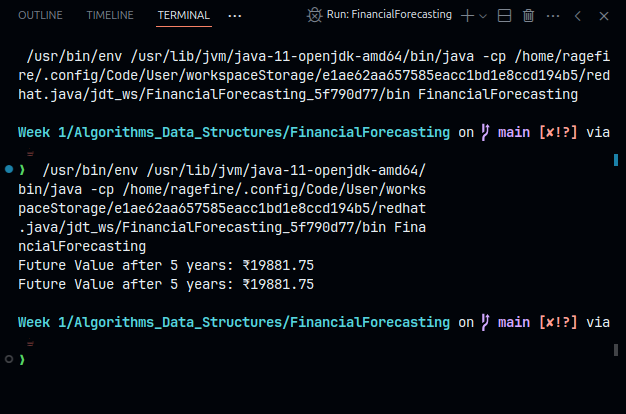 OUTLINE TIMELINE TERMINAL ··· Run: FinancialForecasting
/usr/bin/env /usr/lib/jvm/java-11-openjdk-amd64/bin/java -cp /home/ragefi
re/.config/Code/User/workspaceStorage/e1ae62aa657585eacc1bd1e8ccd194b5/red
hat.java/jdt_ws/FinancialForecasting_5f790d77/bin FinancialForecasting
Week 1/Algorithms_Data_Structures/FinancialForecasting on main [✘!?] via
❯ /usr/bin/env /usr/lib/jvm/java-11-openjdk-amd64/
bin/java -cp /home/ragefire/.config/Code/User/works
paceStorage/e1ae62aa657585eacc1bd1e8ccd194b5/redhat
.java/jdt_ws/FinancialForecasting_5f790d77/bin Fina
ncialForecasting
Future Value after 5 years: ₹19881.75
Future Value after 5 years: ₹19881.75
Week 1/Algorithms_Data_Structures/FinancialForecasting on main [✘!?] via
❯